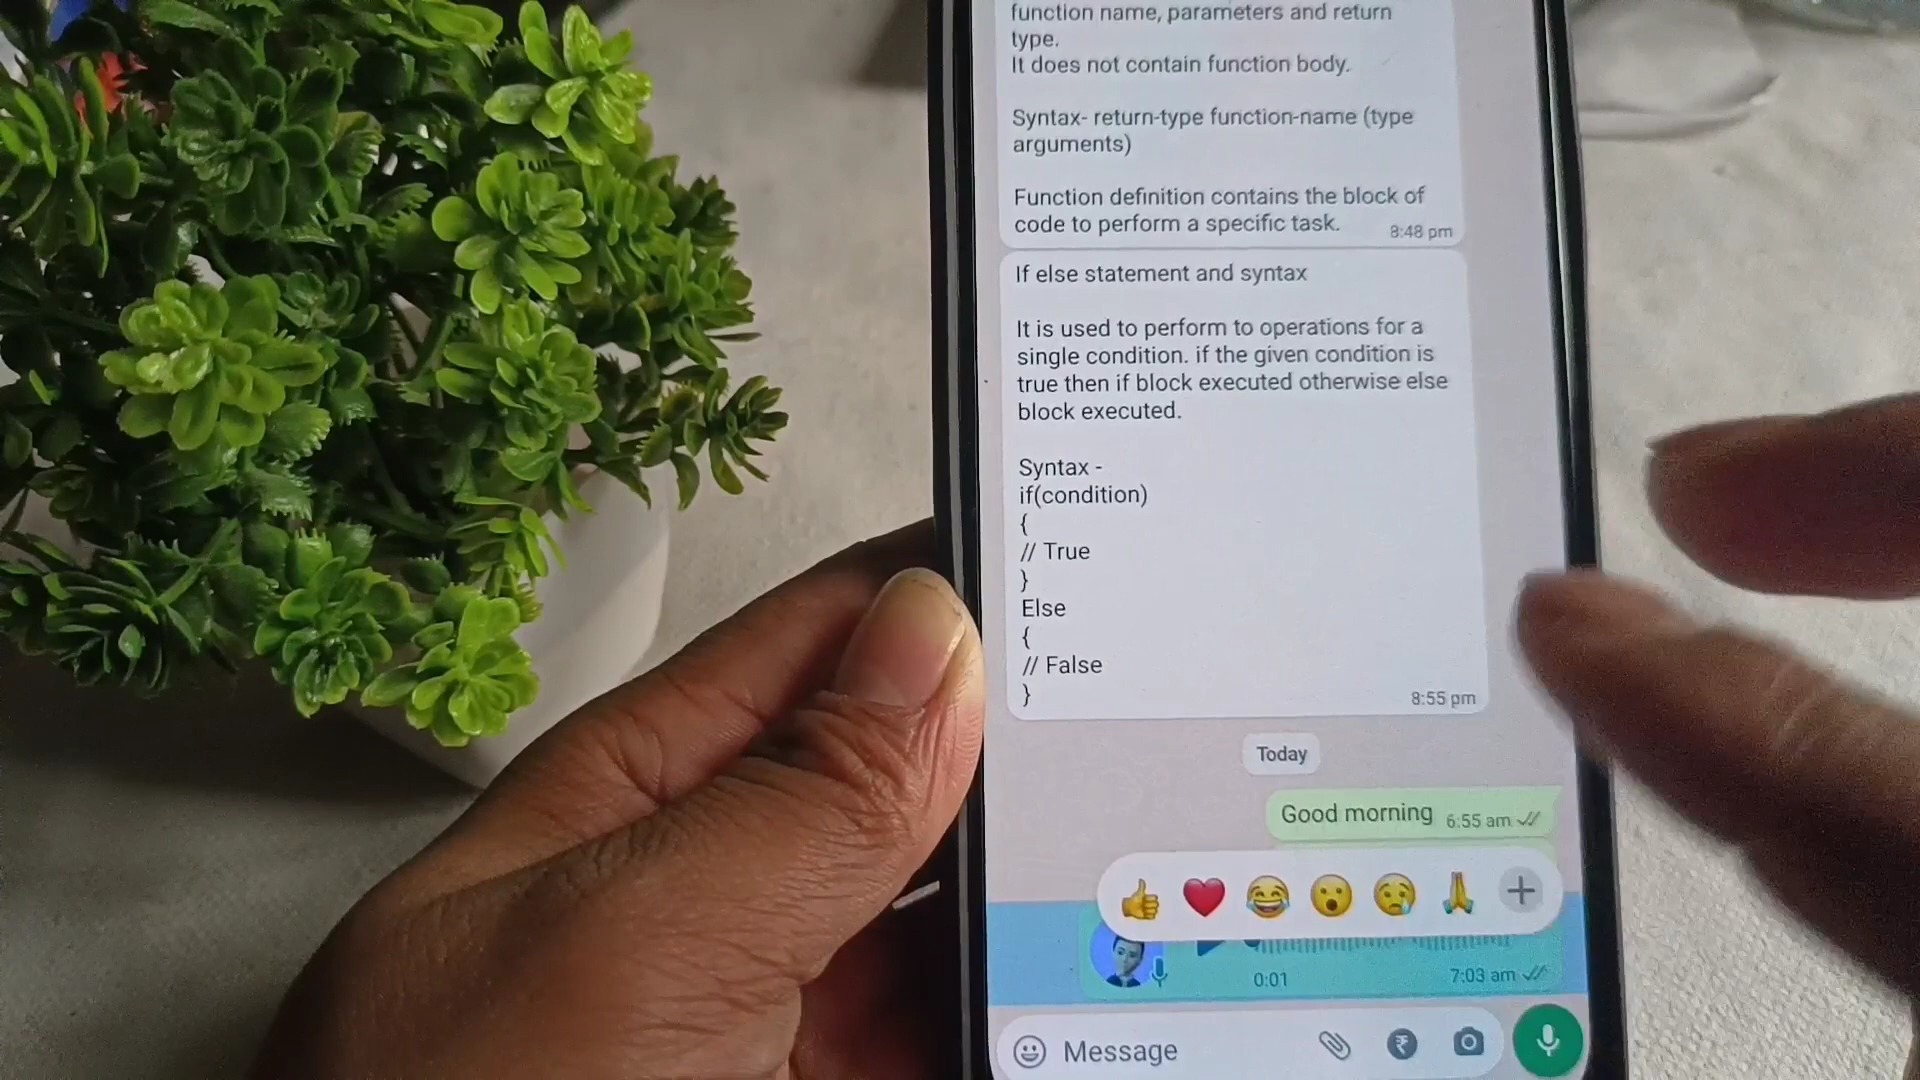 function name, parameters and return
type.
It does not contain function body.
Syntax- return-type function-name (type
arguments)
Function definition contains the block of
code to perform a specific task.
8:48 pm
If else statement and syntax
It is used to perform to operations for a
single condition. if the given condition is
true then if block executed otherwise else
block executed.
Syntax -
if(condition)
{
// True
}
Else
{
// False
}
8:55 pm
Today
Good morning 6:55 am
0:01 7:03 am
Message